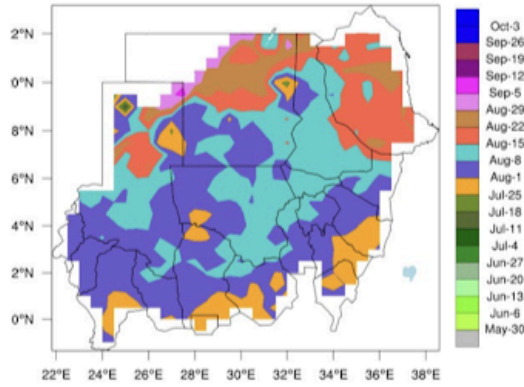 2°N
0°N
8°N
6°N
4°N
2°N
0°N
22°E 24°E 26°E 28°E 30°E 32°E 34°E 36°E 38°E
Oct-3
Sep-26
Sep-19
Sep-12
Sep-5
Aug-29
Aug-22
Aug-15
Aug-8
Aug-1
Jul-25
Jul-18
Jul-11
Jul-4
Jun-27
Jun-20
Jun-13
Jun-6
May-30